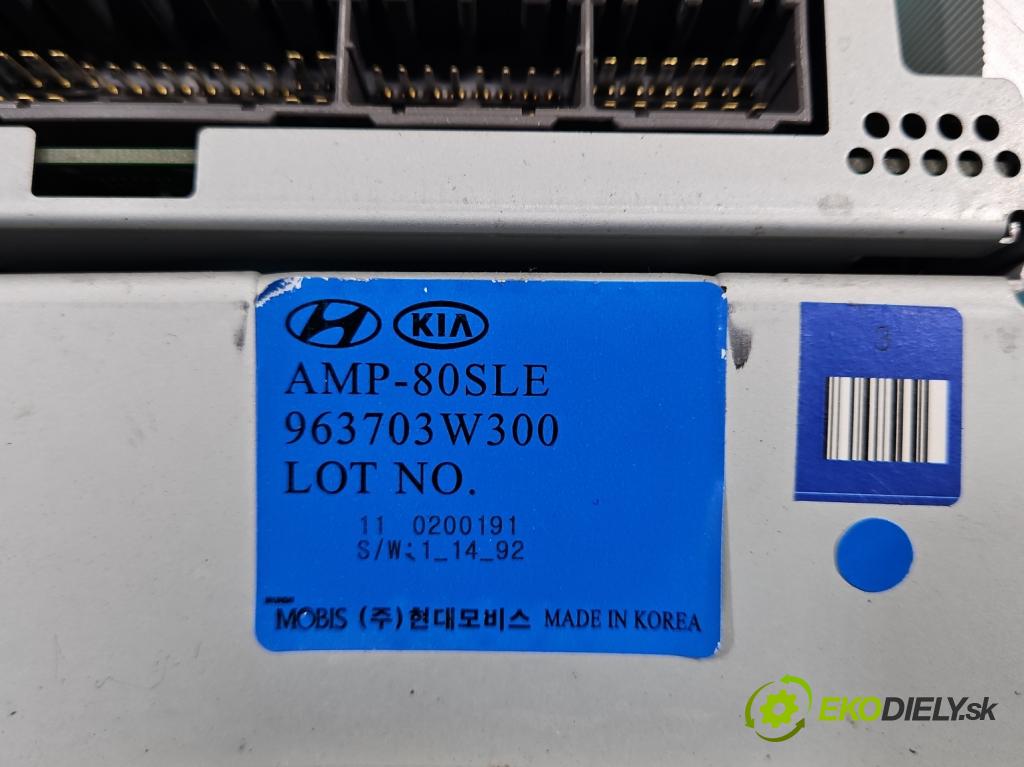 KIA
AMP-80SLE
963703W300
LOT NO.
11 0200191
S/W:1_14_92
MOBIS (주)현대모비스 MADE IN KOREA
3
EKODIELY.sk